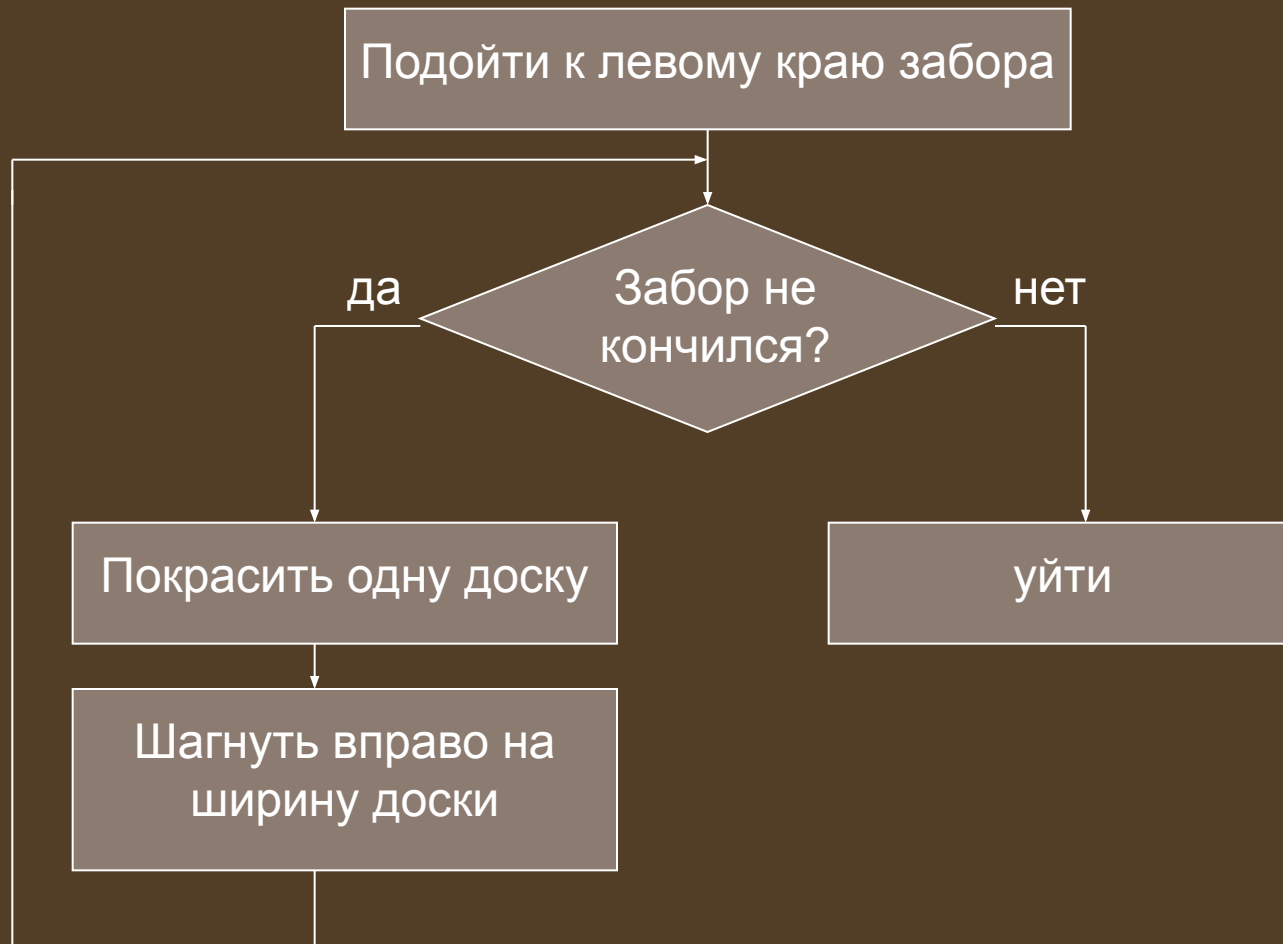 Подойти к левому краю забора
да
Забор не
кончился?
нет
Покрасить одну доску
уйти
Шагнуть вправо на
ширину доски